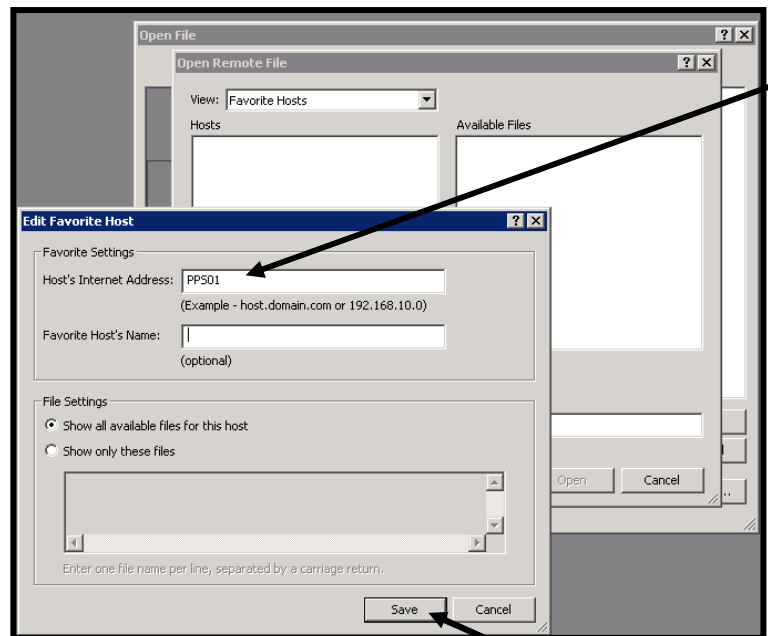 Open File
Open Remote File
View: Favorite Hosts
Hosts Available Files
Edit Favorite Host
Favorite Settings
Host's Internet Address: PPS01
(Example - host.domain.com or 192.168.10.0)
Favorite Host's Name:
(optional)
File Settings
Show all available files for this host
Show only these files
Enter one file name per line, separated by a carriage return.
Open Cancel
Save Cancel